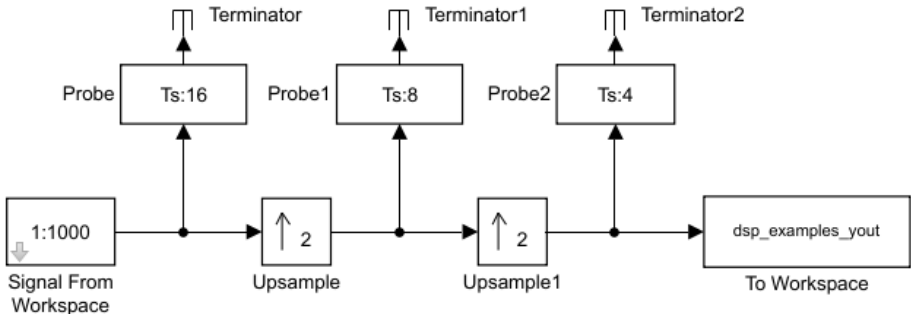 Terminator
Terminator1
Terminator2
Probe
Ts:16
Probe1
Ts:8
Probe2
Ts:4
1:1000
2
2
dsp_examples_yout
Signal From
Workspace
Upsample
Upsample1
To Workspace